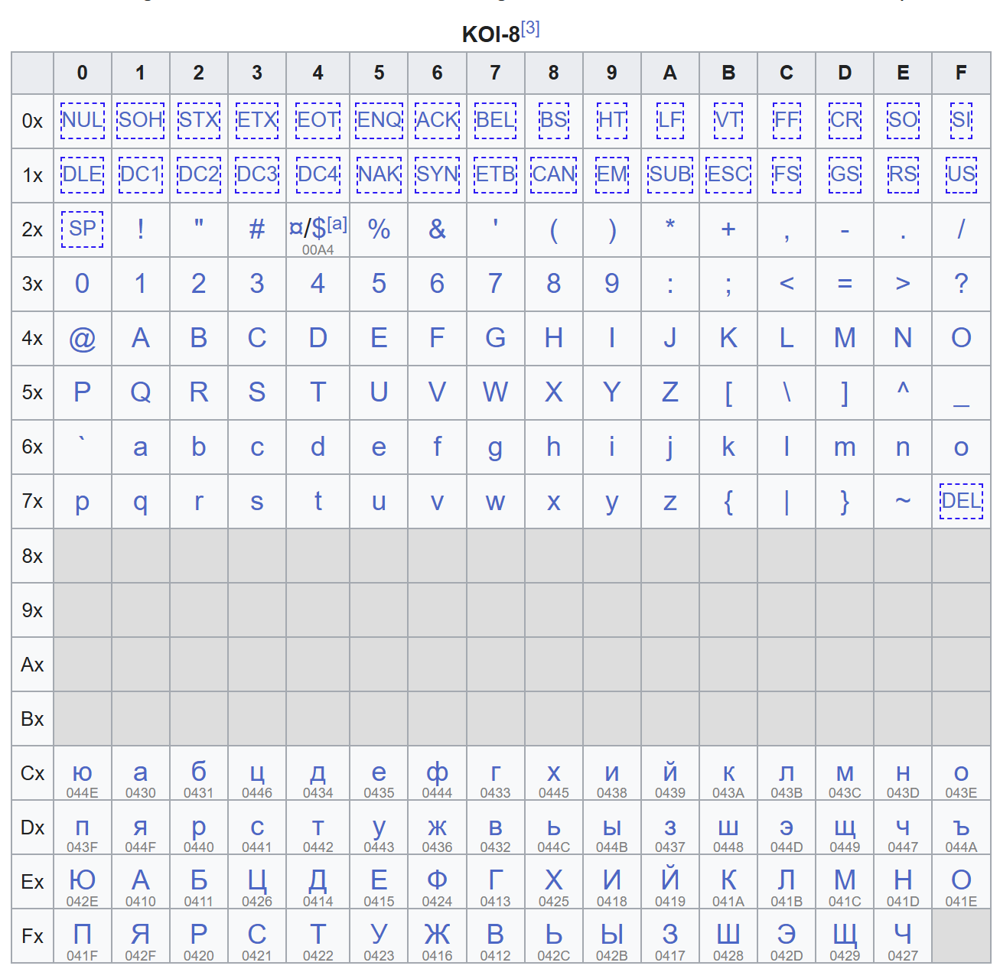 KOI-8[3]
0 1 2 3 4 5 6 7 8 9 A B C D E F
0x NUL SOH STX ETX EOT ENQ ACK BEL BS HT LF VT FF CR SO SI
1x DLE DC1 DC2 DC3 DC4 NAK SYN ETB CAN EM SUB ESC FS GS RS US
2x SP ! " # ¤/$[a] % & ' ( ) * + , - . /
00A4
3x 0 1 2 3 4 5 6 7 8 9 : ; < = > ?
4x @ A B C D E F G H I J K L M N O
5x P Q R S T U V W X Y Z [ \ ] ^ _
6x ` a b c d e f g h i j k l m n o
7x p q r s t u v w x y z { | } ~ DEL
8x
9x
Ax
Bx
Cx ю а б ц д е ф г х и й к л м н о
044E 0430 0431 0446 0434 0435 0444 0433 0445 0438 0439 043A 043B 043C 043D 043E
Dx п я р с т у ж в ь ы з ш э щ ч ъ
043F 044F 0440 0441 0442 0443 0436 0432 044C 044B 0437 0448 044D 0449 0447 044A
Ex Ю А Б Ц Д Е Ф Г Х И Й К Л М Н О
042E 0410 0411 0426 0414 0415 0424 0413 0425 0418 0419 041A 041B 041C 041D 041E
Fx П Я Р С Т У Ж В Ь Ы З Ш Э Щ Ч
041F 042F 0420 0421 0422 0423 0416 0412 042C 042B 0417 0428 042D 0429 0427